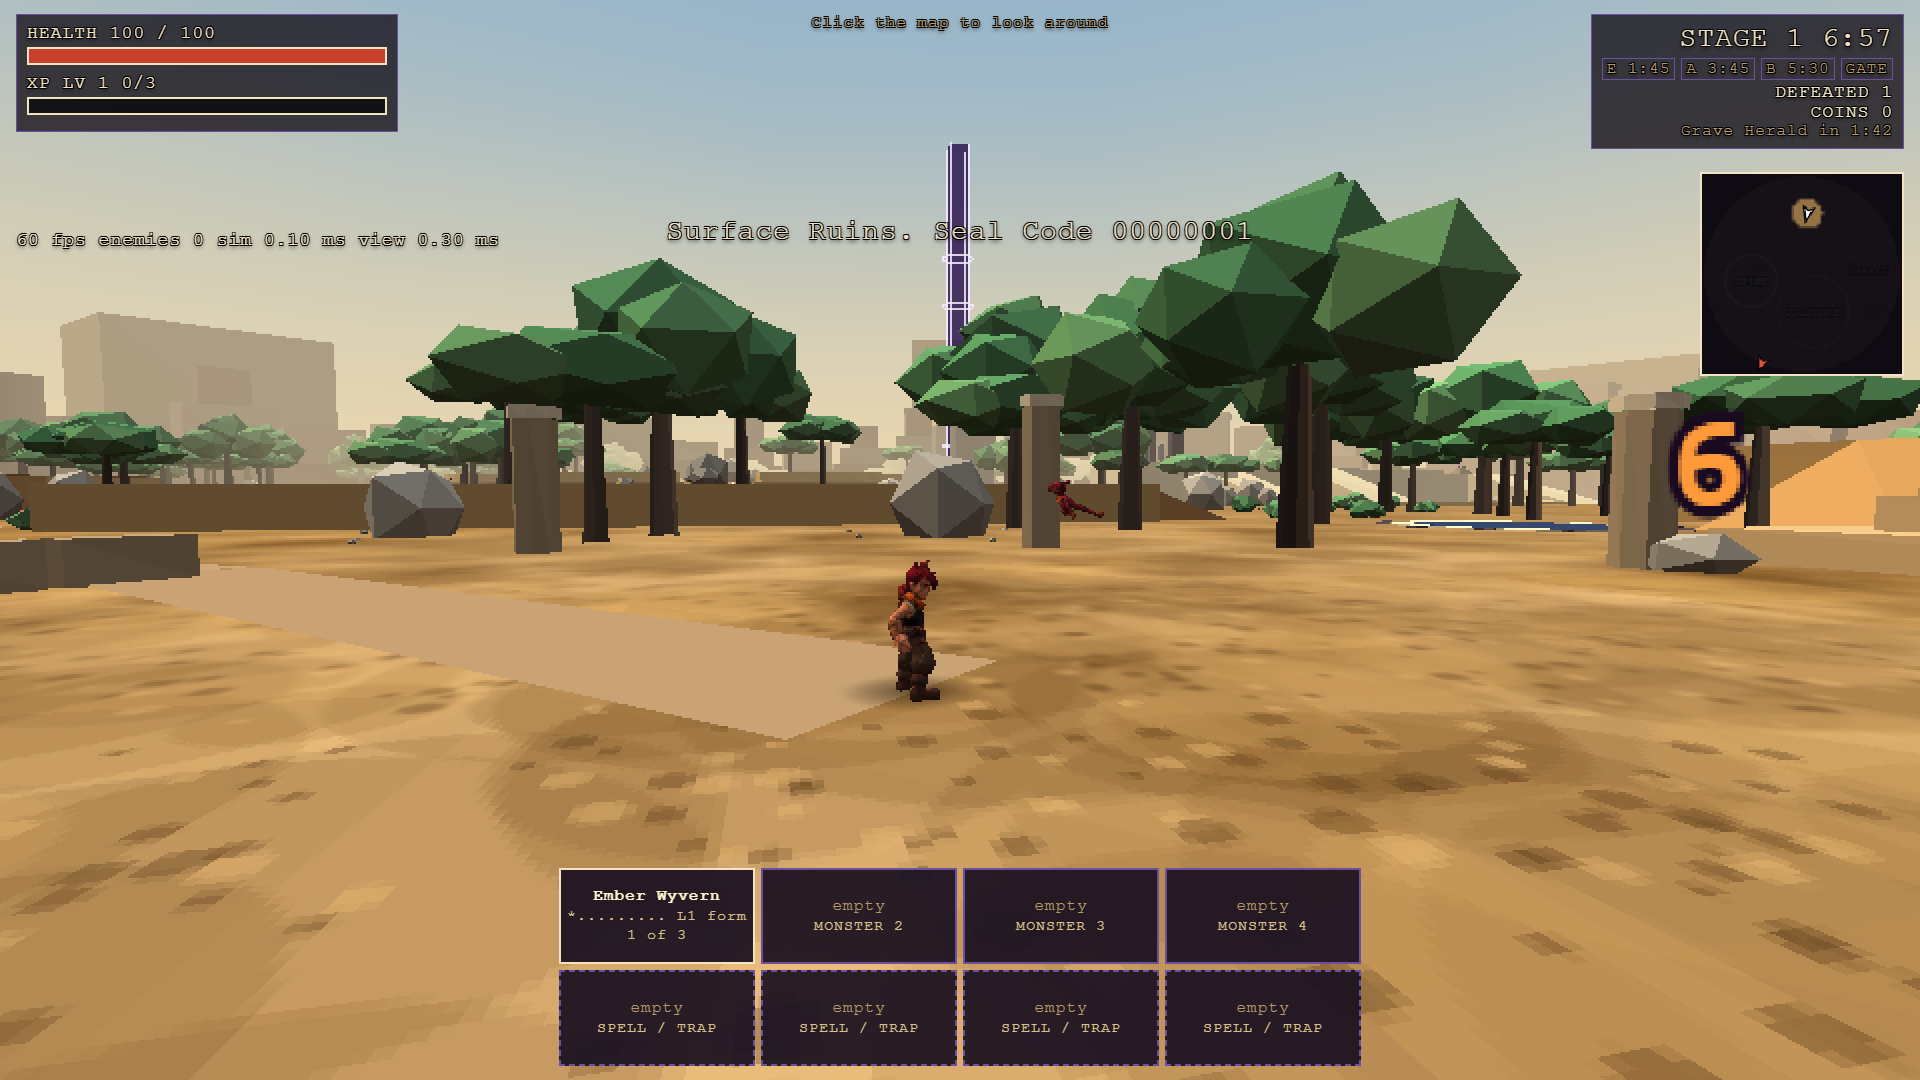 HEALTH 100 / 100
XP LV 1 0/3
Click the map to look around
STAGE 1 6:57
E 1:45 A 3:45 B 5:30 GATE
DEFEATED 1
COINS 0
Grave Herald in 1:42
60 fps enemies 0 sim 0.10 ms view 0.30 ms
Surface Ruins. Seal Code 00000001
6
Ember Wyvern
*......... L1 form
1 of 3
empty
MONSTER 2
empty
MONSTER 3
empty
MONSTER 4
empty
SPELL / TRAP
empty
SPELL / TRAP
empty
SPELL / TRAP
empty
SPELL / TRAP